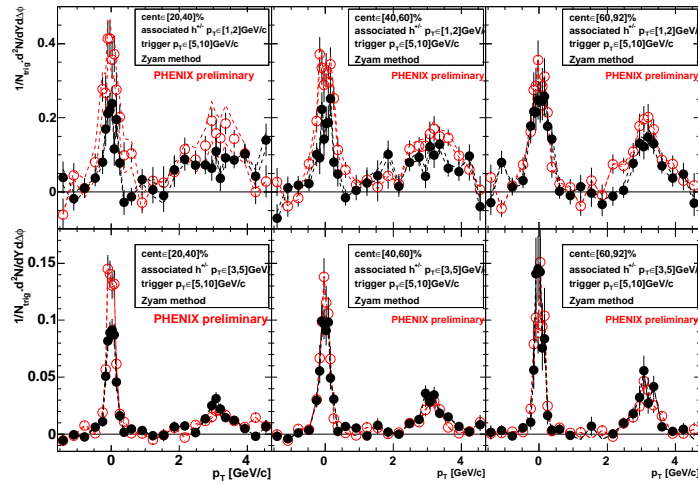 cent∈[20,40]%
associated h+/- pT∈[1,2]GeV/c
trigger pT∈[5,10]GeV/c
Zyam method
PHENIX preliminary
cent∈[40,60]%
associated h+/- pT∈[1,2]GeV/
trigger pT∈[5,10]GeV/c
Zyam method
PHENIX preliminary
cent∈[60,92]%
associated h+/- pT∈[1,2]GeV/
trigger pT∈[5,10]GeV/c
Zyam method
PHENIX preliminary
1/Ntrig.d²N/dYdΔϕ
0.4
0.2
0
cent∈[20,40]%
associated h+/- pT∈[3,5]GeV/
trigger pT∈[5,10]GeV/c
Zyam method
PHENIX preliminary
cent∈[40,60]%
associated h+/- pT∈[3,5]GeV/
trigger pT∈[5,10]GeV/c
Zyam method
PHENIX preliminary
cent∈[60,92]%
associated h+/- pT∈[3,5]GeV/
trigger pT∈[5,10]GeV/c
Zyam method
PHENIX preliminary
1/Ntrig.d²N/dYdΔϕ
0.15
0.1
0.05
0
0 2 4 0 2 4 0 2 4
pT [GeV/c] pT [GeV/c] pT [GeV/c]